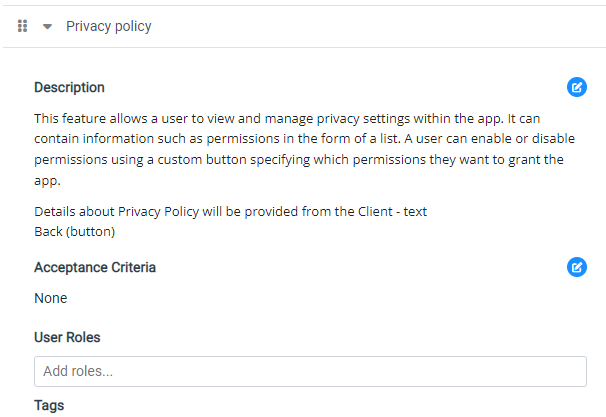 Privacy policy
Description
This feature allows a user to view and manage privacy settings within the app. It can
contain information such as permissions in the form of a list. A user can enable or disable
permissions using a custom button specifying which permissions they want to grant the
app.
Details about Privacy Policy will be provided from the Client - text
Back (button)
Acceptance Criteria
None
User Roles
Add roles...
Tags